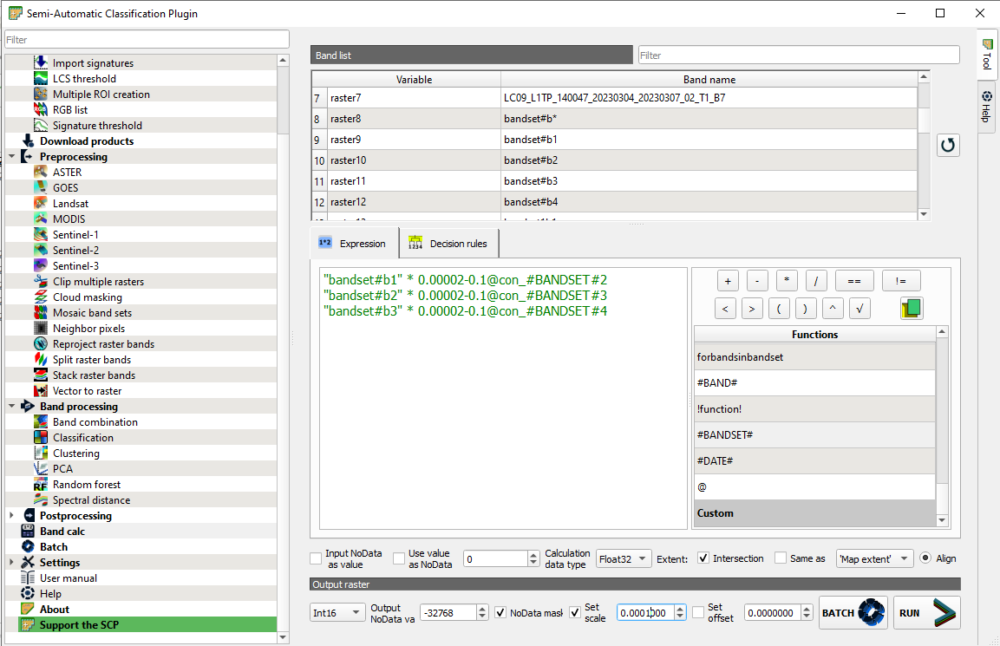 Semi-Automatic Classification Plugin
Filter
Import signatures
LCS threshold
Multiple ROI creation
RGB list
Signature threshold
Download products
Preprocessing
ASTER
GOES
Landsat
MODIS
Sentinel-1
Sentinel-2
Sentinel-3
Clip multiple rasters
Cloud masking
Mosaic band sets
Neighbor pixels
Reproject raster bands
Split raster bands
Stack raster bands
Vector to raster
Band processing
Band combination
Classification
Clustering
PCA
RF Random forest
Spectral distance
Postprocessing
Band calc
Batch
Settings
User manual
Help
About
Support the SCP
Band list
Filter
Variable Band name
7 raster7 LC09_L1TP_140047_20230304_20230307_02_T1_B7
8 raster8 bandset#b*
9 raster9 bandset#b1
10 raster10 bandset#b2
11 raster11 bandset#b3
12 raster12 bandset#b4
Expression
1234 Decision rules
"bandset#b1" * 0.00002-0.1@con_#BANDSET#2
"bandset#b2" * 0.00002-0.1@con_#BANDSET#3
"bandset#b3" * 0.00002-0.1@con_#BANDSET#4
+ - * / == !=
< > ( ) ^ √
Functions
forbandsinbandset
#BAND#
!function!
#BANDSET#
#DATE#
@
Custom
Input NoData as value
Use value as NoData
0
Calculation data type
Float32
Extent:
Intersection
Same as
'Map extent'
Align
Output raster
Int16
Output NoData va
-32768
NoData mask
Set scale
0.0001000
Set offset
0.0000000
BATCH
RUN
Tool
Help